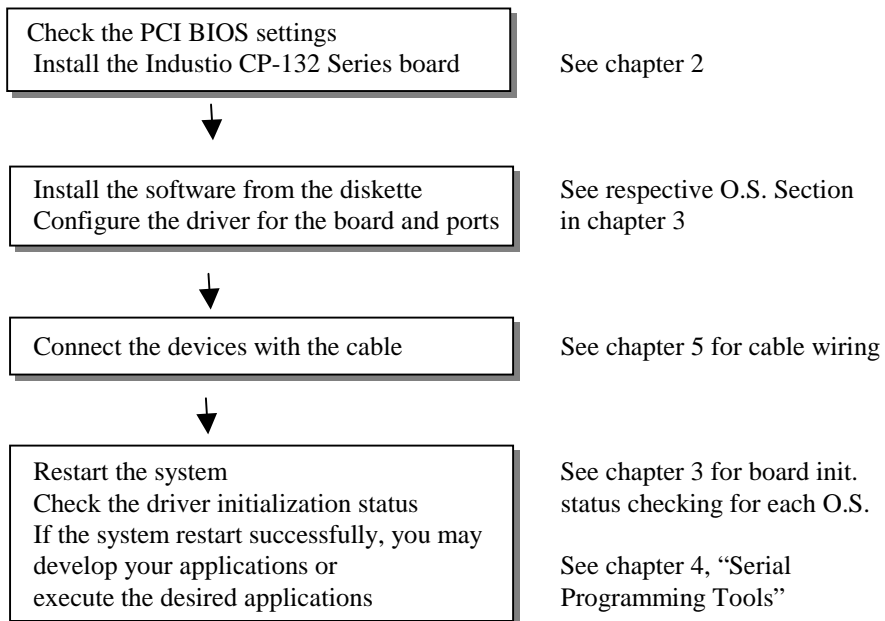 Check the PCI BIOS settings
Install the Industio CP-132 Series board
See chapter 2
Install the software from the diskette
Configure the driver for the board and ports
See respective O.S. Section
in chapter 3
Connect the devices with the cable
See chapter 5 for cable wiring
Restart the system
Check the driver initialization status
If the system restart successfully, you may
develop your applications or
execute the desired applications
See chapter 3 for board init.
status checking for each O.S.
See chapter 4, “Serial
Programming Tools”